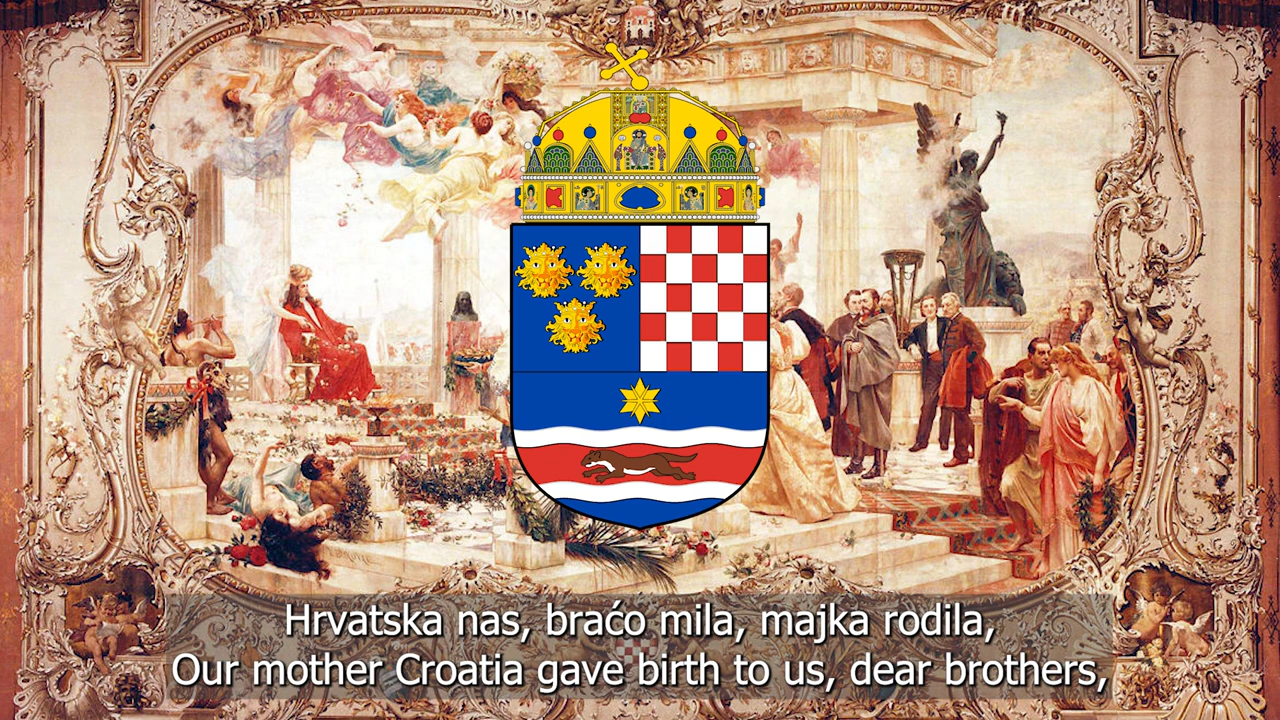 Hrvatska nas, braćo mila, majka rodila,
Our mother Croatia gave birth to us, dear brothers,